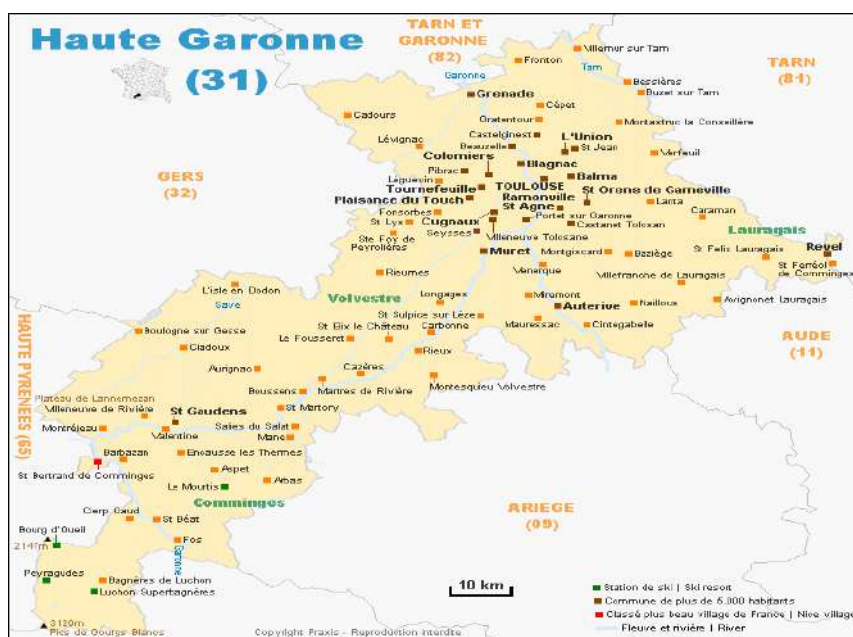 Haute Garonne
(31)
TARN ET
GARONNE
(82)
TARN
(81)
GERS
(32)
HAUTE PYRENEES (65)
AUDE
(11)
ARIEGE
(09)
Villemur sur Tarn
Fronton
Garonne
Tarn
Bessières
Buzet sur Tarn
Grenade
Cépet
Cadours
Gratentour
Montastruc la Conseillère
Castelginest
L'Union
Lévignac
Beauzelle
St Jean
Verfeuil
Colomiers
Blagnac
Pibrac
Balma
Léguevin
Tournefeuille
TOULOUSE
St Orens de Gameville
Plaisance du Touch
Ramonville
St Agne
Lanta
Fonsorbes
Portet sur Garonne
Caraman
St Lys
Cugnaux
Castanet Tolosan
Lauragais
Ste Foy de
Peyrolières
Seysses
Villeneuve Tolosane
Revel
Muret
Montgiscard
Baziège
St Felix Lauragais
St Ferréol
de Comminges
Rieumes
Venerque
Villefranche de Lauragais
L'isle en Dodon
Save
Volvestre
Longages
Miremont
Auterive
Nailloux
Avignonet Lauragais
St Sulpice sur Lèze
Boulogne sur Gesse
St Elix le Château
Carbonne
Mauressac
Cintegabelle
Ciadoux
Le Fousseret
Rieux
Aurignac
Cazères
Montesquieu Volvestre
Plateau de Lannemezan
Boussens
Martres de Rivière
Villeneuve de Rivière
St Gaudens
St Martory
Montréjeau
Valentine
Salies du Salat
Mane
Barbazan
Encausse les Thermes
St Bertrand de Comminges
Aspet
Arbas
Le Mourtis
Comminges
Cierp Gaud
St Béat
Bourg d'Oueil
2147m
Fos
Garonne
Peyragudes
Bagnères de Luchon
Luchon Superbagnères
3120m
Pics de Gourgs Blancs
10 km
Station de ski | Ski resort
Commune de plus de 5.000 habitants
Classé plus beau village de France | Nice village
Fleuve et rivière | River
Copyright Praxis - Reproduction interdite